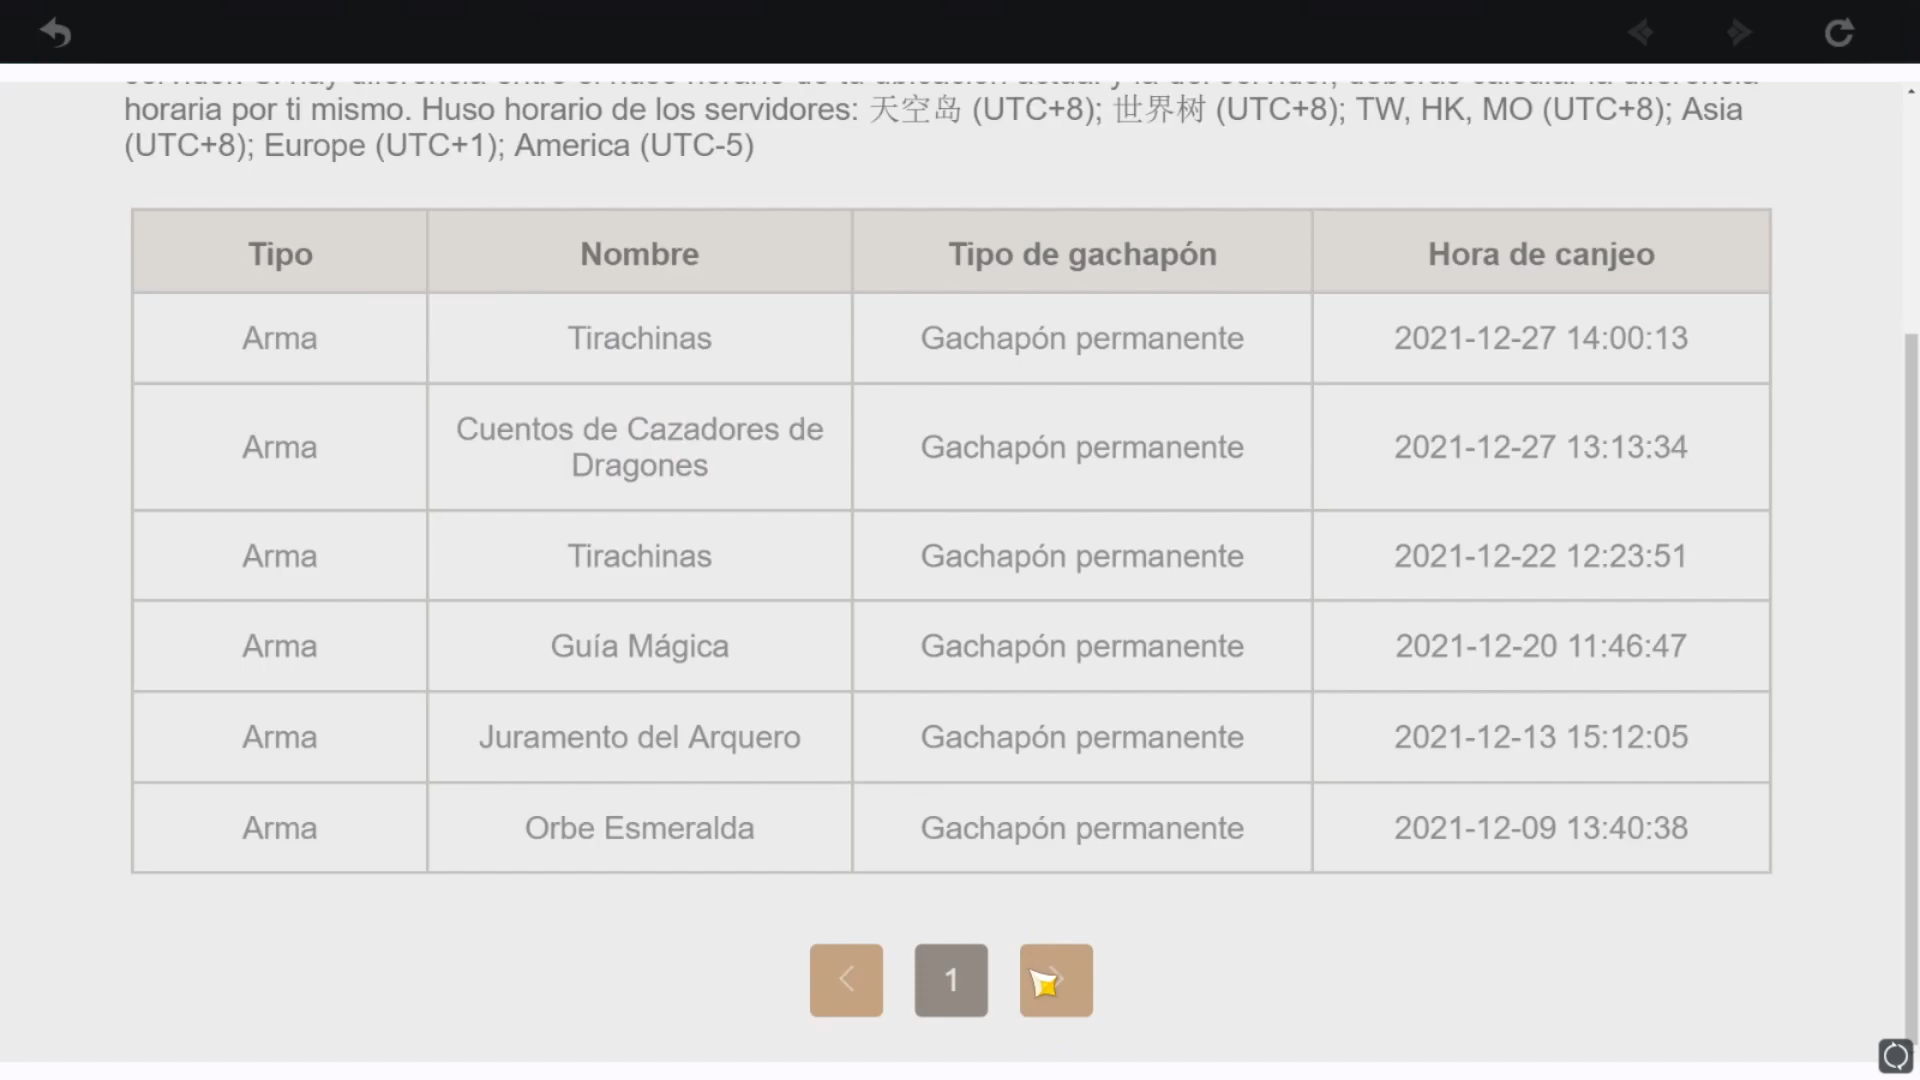 horaria por ti mismo. Huso horario de los servidores: 天空岛 (UTC+8); 世界树 (UTC+8); TW, HK, MO (UTC+8); Asia
(UTC+8); Europe (UTC+1); America (UTC-5)
Tipo Nombre Tipo de gachapón Hora de canjeo
Arma Tirachinas Gachapón permanente 2021-12-27 14:00:13
Arma Cuentos de Cazadores de
Dragones Gachapón permanente 2021-12-27 13:13:34
Arma Tirachinas Gachapón permanente 2021-12-22 12:23:51
Arma Guía Mágica Gachapón permanente 2021-12-20 11:46:47
Arma Juramento del Arquero Gachapón permanente 2021-12-13 15:12:05
Arma Orbe Esmeralda Gachapón permanente 2021-12-09 13:40:38
1